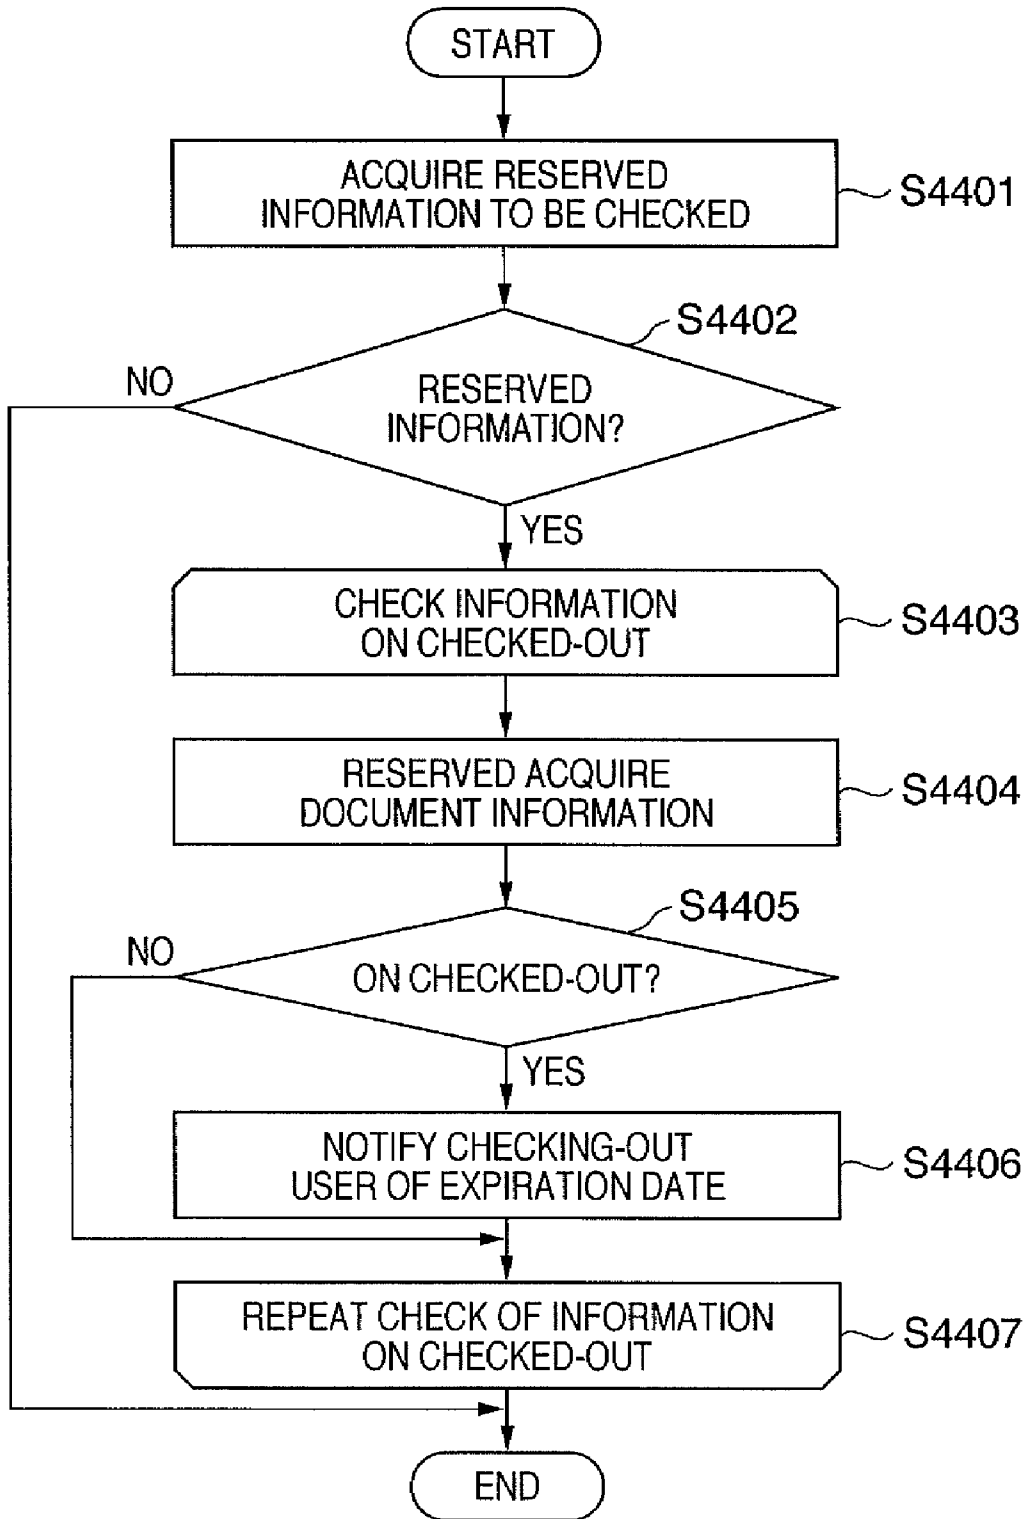 START
ACQUIRE RESERVED
INFORMATION TO BE CHECKED
S4401
S4402
NO
RESERVED
INFORMATION?
YES
CHECK INFORMATION
ON CHECKED-OUT
S4403
RESERVED ACQUIRE
DOCUMENT INFORMATION
S4404
S4405
NO
ON CHECKED-OUT?
YES
NOTIFY CHECKING-OUT
USER OF EXPIRATION DATE
S4406
REPEAT CHECK OF INFORMATION
ON CHECKED-OUT
S4407
END